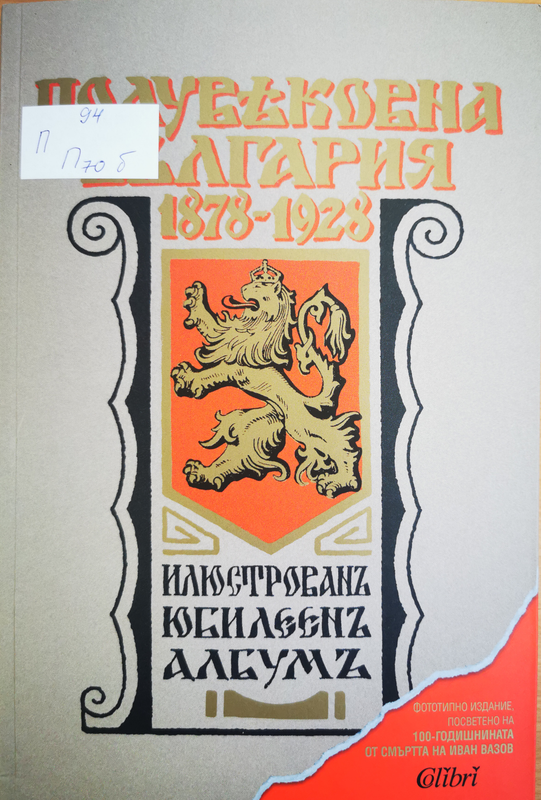 ПОЛУВѢКОВНА
94
П
П70 б
БЪЛГАРИЯ
1878-1928
ИЛЮСТРОВАНЪ
ЮБИЛЕЕНЪ
АЛБУМЪ
ФОТОТИПНО ИЗДАНИЕ,
ПОСВЕТЕНО НА
100-ГОДИШНИНАТА
ОТ СМЪРТТА НА ИВАН ВАЗОВ
Colibri